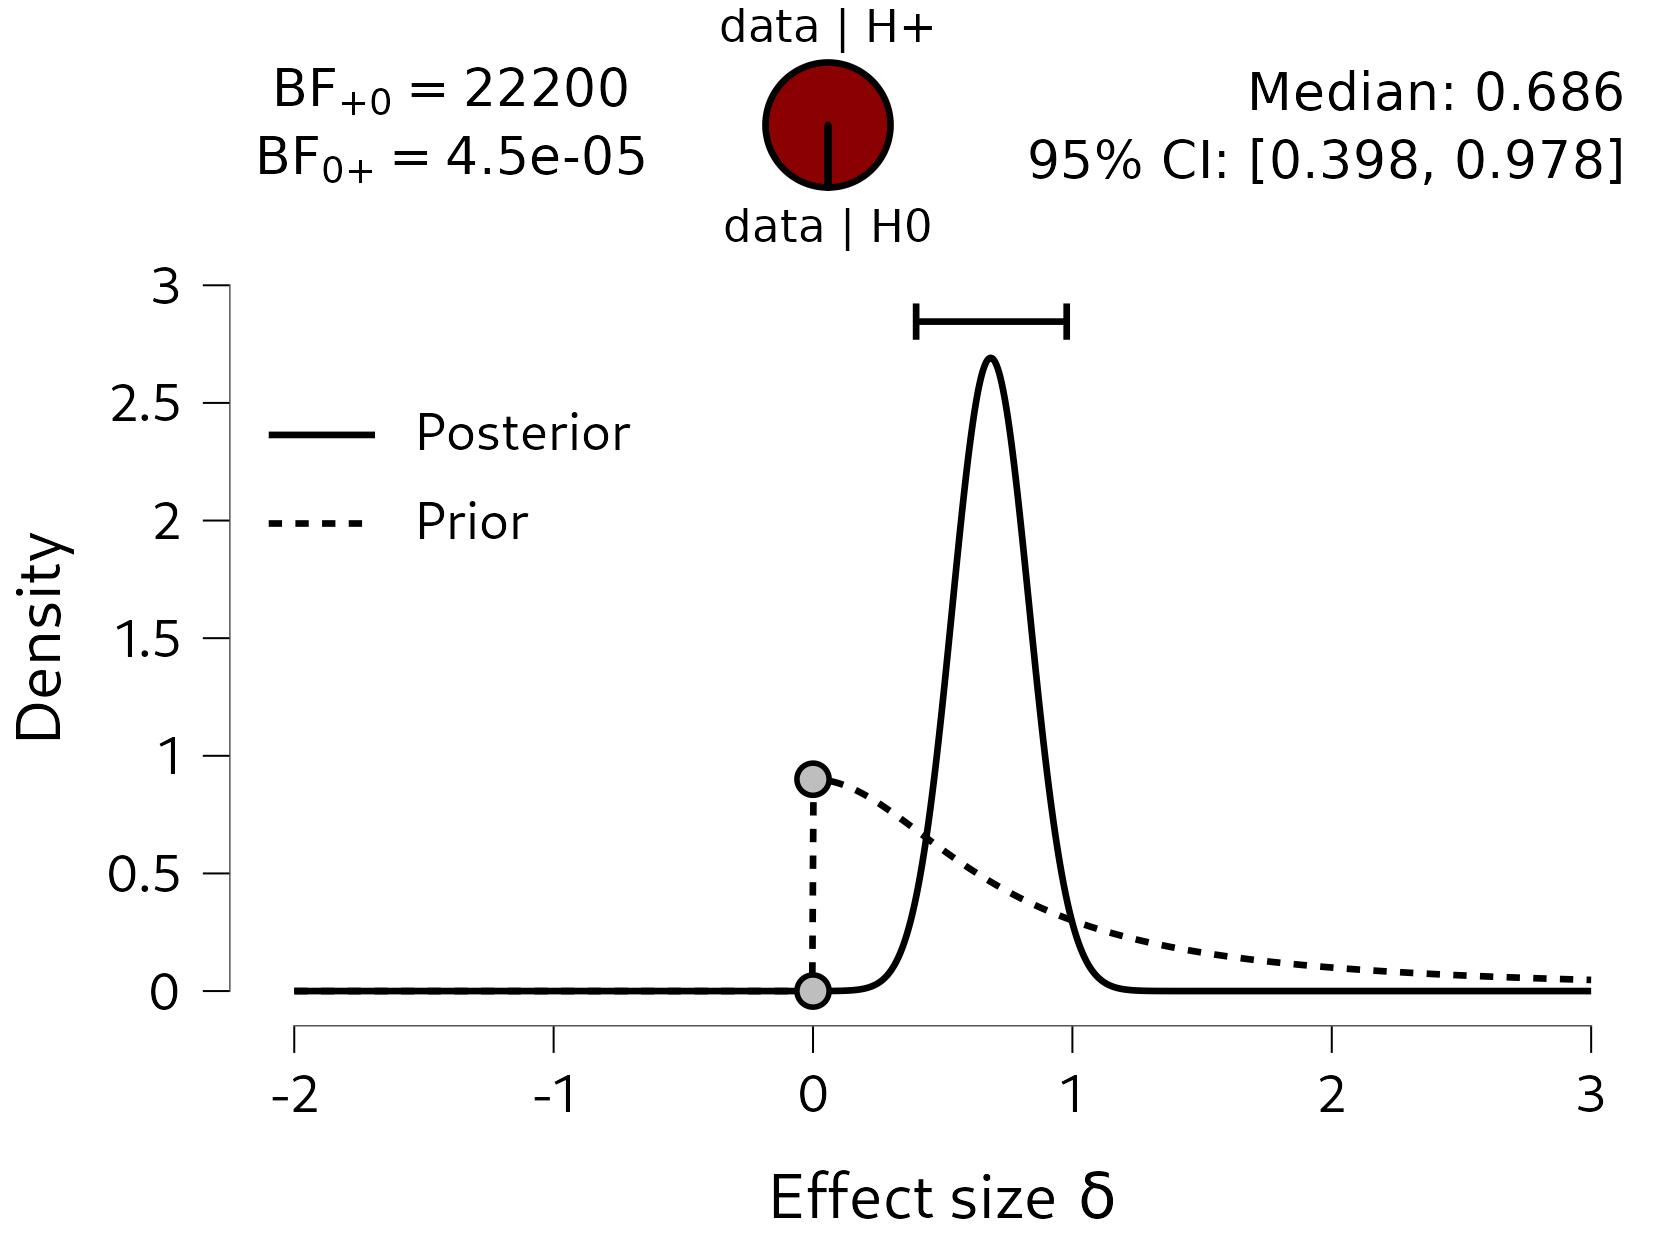 data | H+
BF+0 = 22200
BF0+ = 4.5e-05
Median: 0.686
95% CI: [0.398, 0.978]
data | H0
Posterior
Prior
Density
3
2.5
2
1.5
1
0.5
0
-2 -1 0 1 2 3
Effect size δ